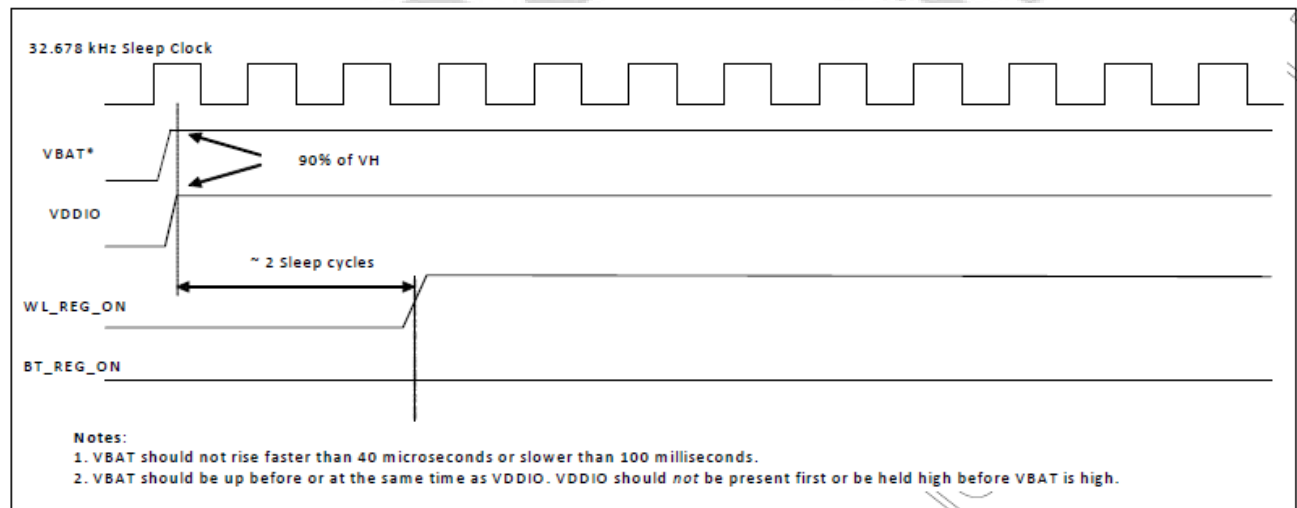 32.678 kHz Sleep Clock
VBAT*
90% of VH
VDDIO
~ 2 Sleep cycles
WL_REG_ON
BT_REG_ON
Notes:
1. VBAT should not rise faster than 40 microseconds or slower than 100 milliseconds.
2. VBAT should be up before or at the same time as VDDIO. VDDIO should not be present first or be held high before VBAT is high.